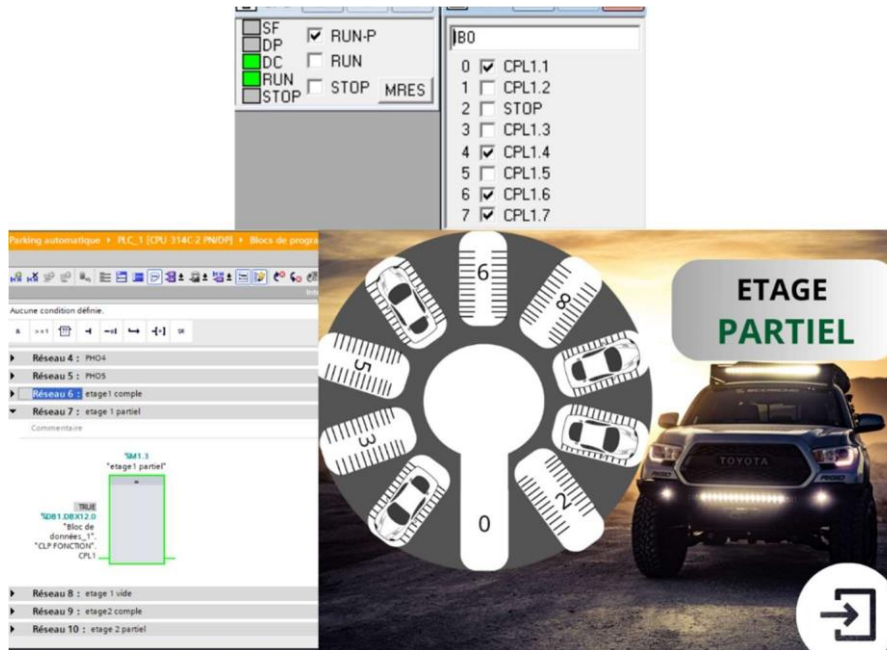 SF
DP
DC
RUN
STOP
RUN-P
RUN
STOP
MRES
IB0
0 CPL1.1
1 CPL1.2
2 STOP
3 CPL1.3
4 CPL1.4
5 CPL1.5
6 CPL1.6
7 CPL1.7
Parking automatique PLC_1 [CPU 314C-2 PN/DP] Blocs de progra
Aucune condition définie.
Réseau 4 : PHO4
Réseau 5 : PHO5
Réseau 6 : etage1 comple
Réseau 7 : etage 1 partiel
Commentaire
%M1.3
"etage1 partiel"
=
TRUE
%DB1.DBX12.0
"Bloc de
données_1".
"CLP FONCTION".
CPL1
Réseau 8 : etage 1 vide
Réseau 9 : etage2 comple
Réseau 10 : etage 2 partiel
6
8
5
3
2
0
ETAGE
PARTIEL
TOYOTA